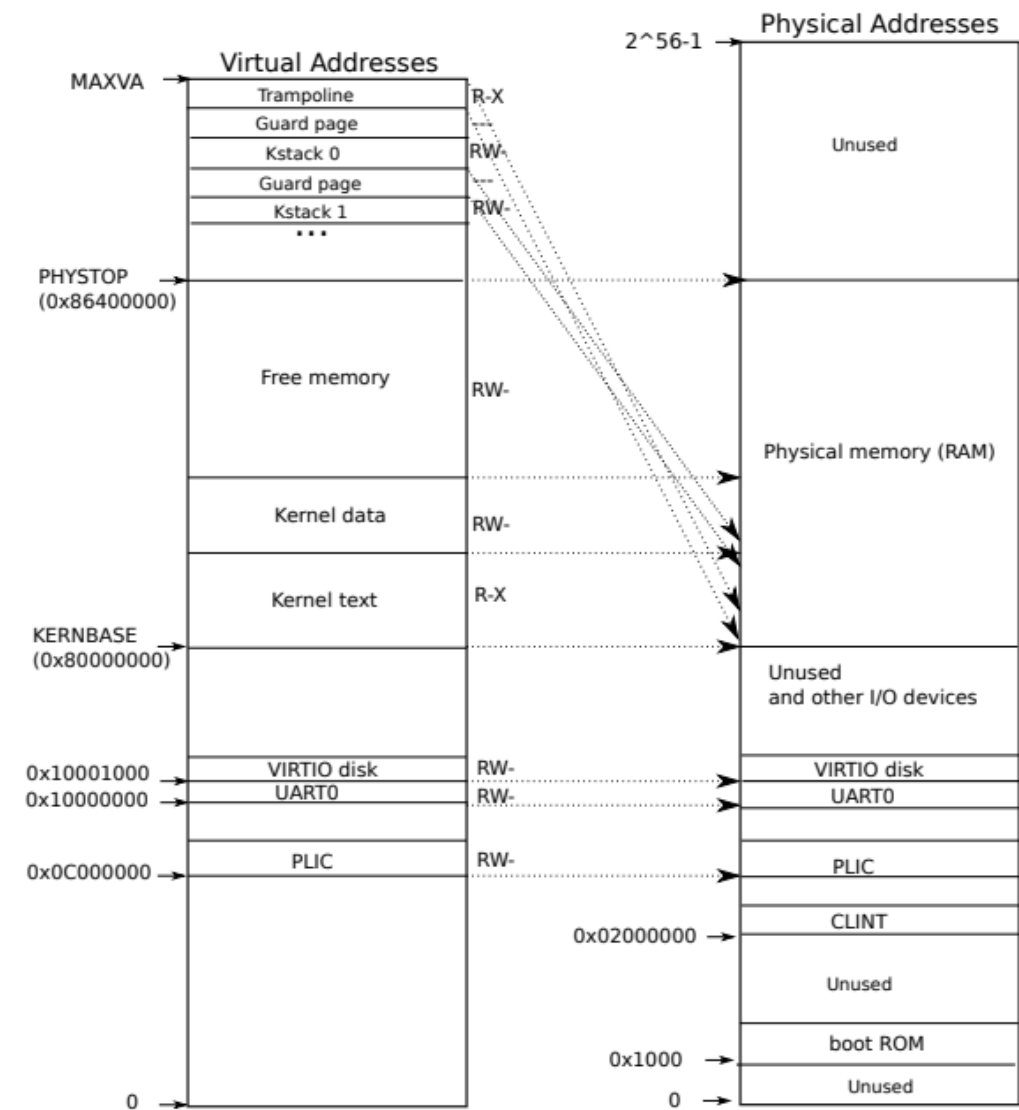 Virtual Addresses
MAXVA
Trampoline
R-X
Guard page
---
Kstack 0
RW-
Guard page
---
Kstack 1
RW-
...
PHYSTOP
(0x86400000)
Free memory
RW-
Kernel data
RW-
Kernel text
R-X
KERNBASE
(0x80000000)
0x10001000
VIRTIO disk
RW-
0x10000000
UART0
RW-
0x0C000000
PLIC
RW-
0
Physical Addresses
2^56-1
Unused
Physical memory (RAM)
Unused
and other I/O devices
VIRTIO disk
UART0
PLIC
CLINT
0x02000000
Unused
boot ROM
0x1000
Unused
0